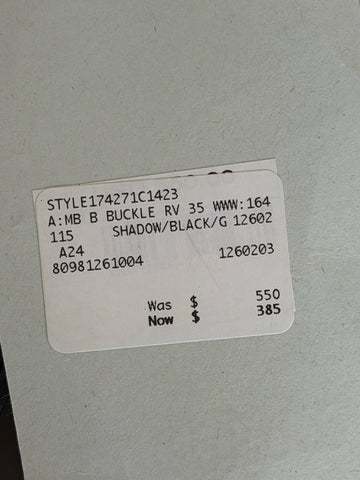 STYLE174271C1423
A:MB B BUCKLE RV 35 WWW:164
115 SHADOW/BLACK/G 12602
A24
80981261004 1260203
Was $ 550
Now $ 385